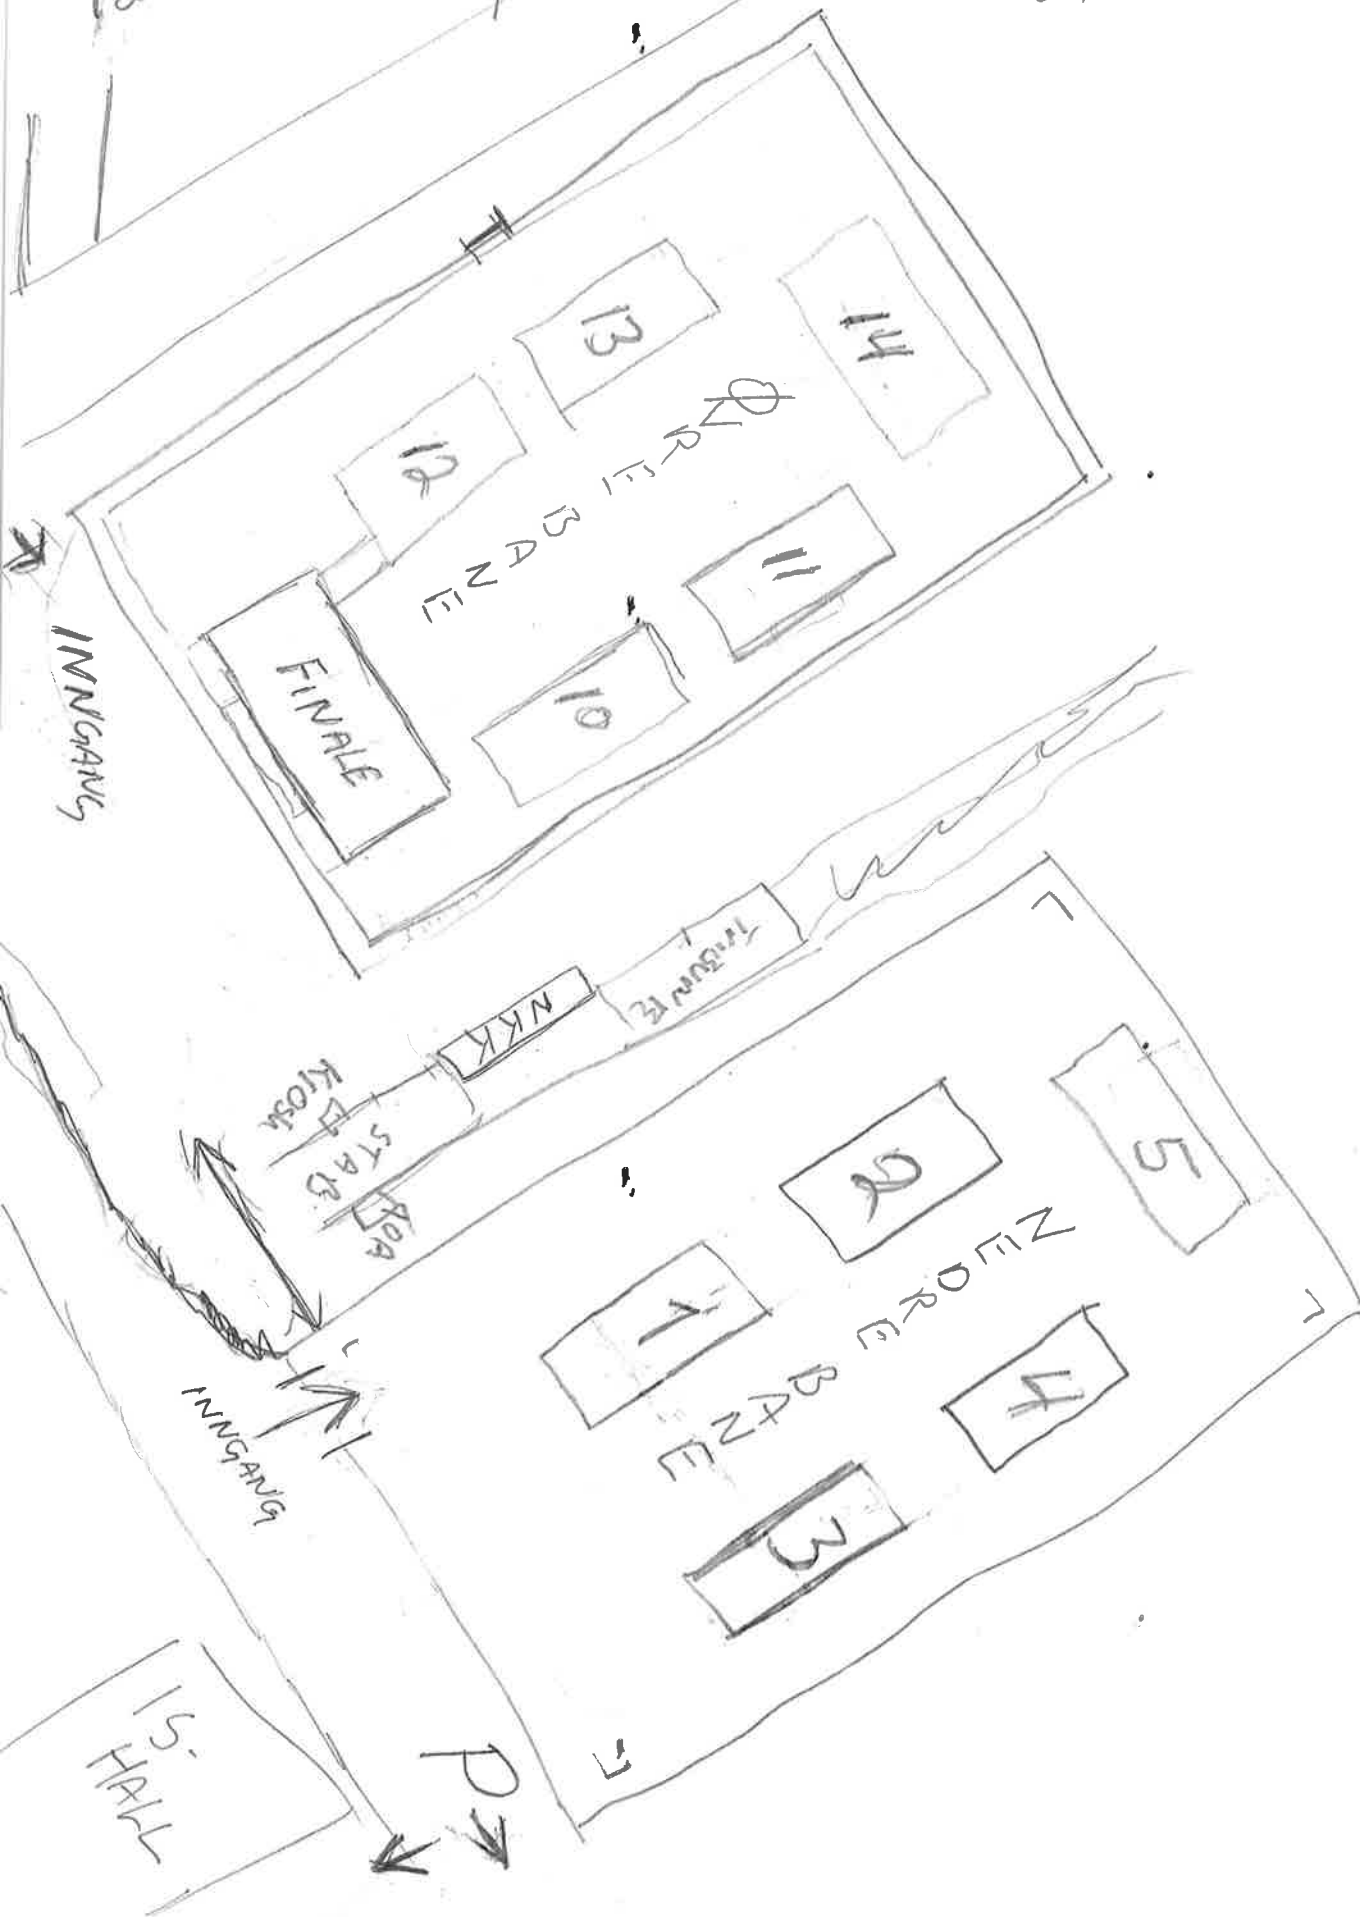 14
13
ØVRE BANE
12
11
10
FINALE
INNGANG
TRIBUNE
NKK
KIOSK
STAB
5
2
NEDRE BANE
1
4
3
INNGANG
P
IS.
HALL